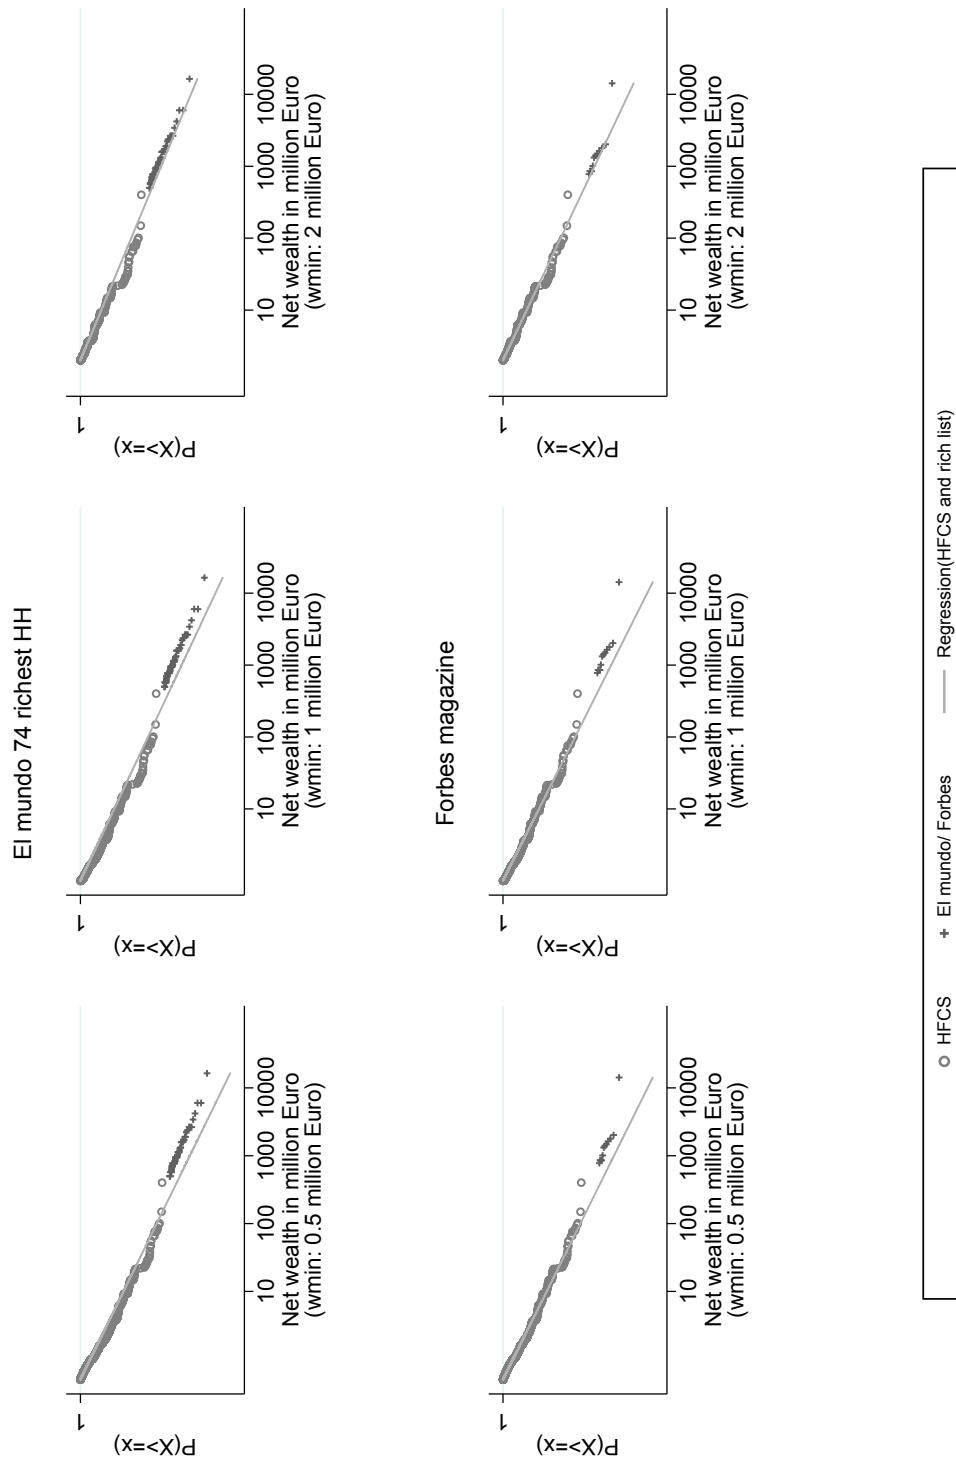 El mundo 74 richest HH
P(X>=x)
1
10 100 1000 10000
Net wealth in million Euro
(wmin: 0.5 million Euro)
P(X>=x)
1
10 100 1000 10000
Net wealth in million Euro
(wmin: 1 million Euro)
P(X>=x)
1
10 100 1000 10000
Net wealth in million Euro
(wmin: 2 million Euro)
Forbes magazine
P(X>=x)
1
10 100 1000 10000
Net wealth in million Euro
(wmin: 0.5 million Euro)
P(X>=x)
1
10 100 1000 10000
Net wealth in million Euro
(wmin: 1 million Euro)
P(X>=x)
1
10 100 1000 10000
Net wealth in million Euro
(wmin: 2 million Euro)
HFCS El mundo/ Forbes Regression(HFCS and rich list)